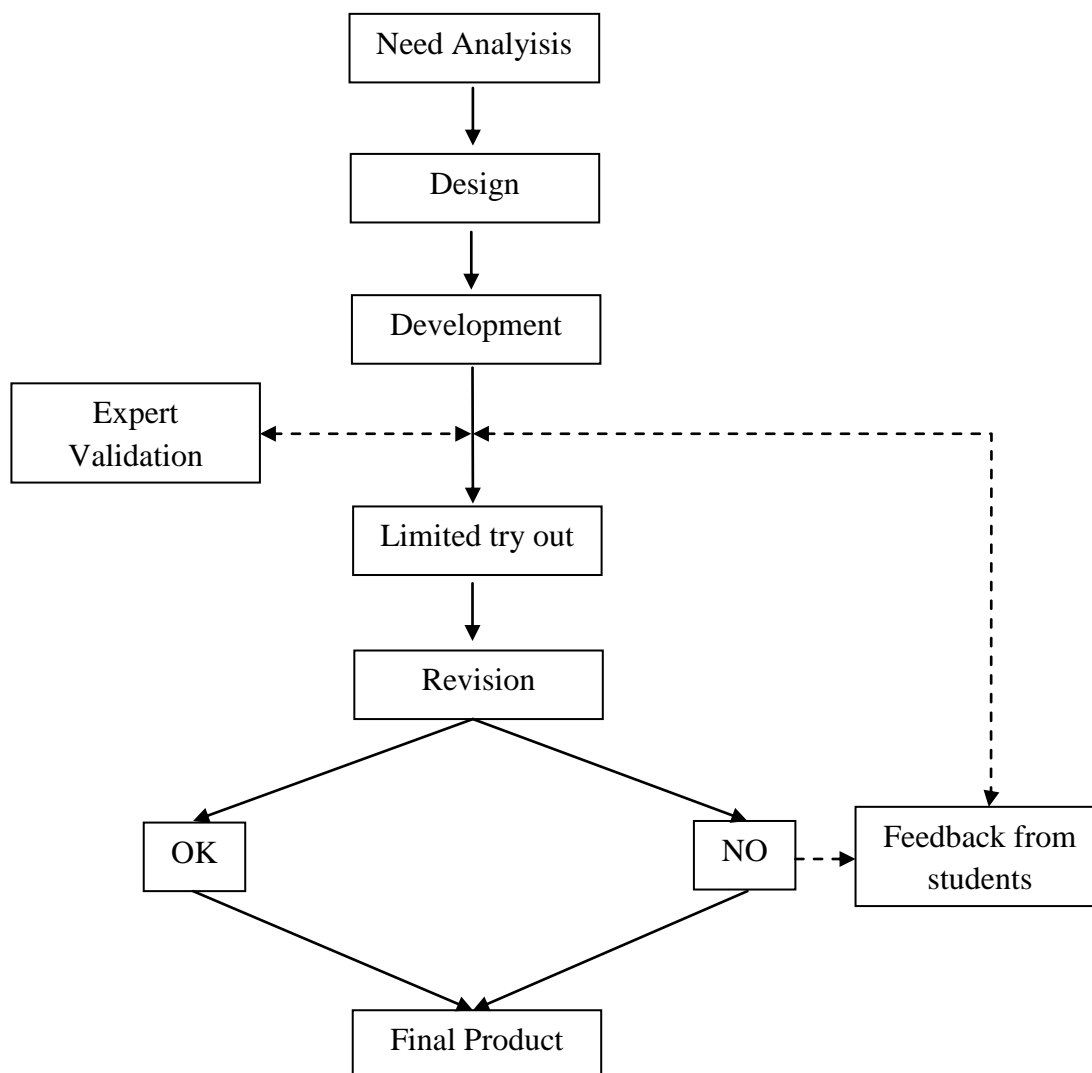 Need Analyisis
Design
Development
Expert
Validation
Limited try out
Revision
OK
NO
Feedback from
students
Final Product